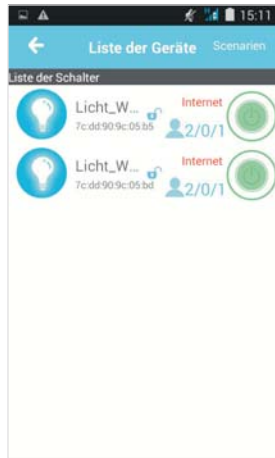 15:11
Liste der Geräte Scenarien
Liste der Schalter
Licht_W... Internet
7c:dd:90:9c:05:b5 2/0/1
Licht_W... Internet
7c:dd:90:9c:05:bd 2/0/1